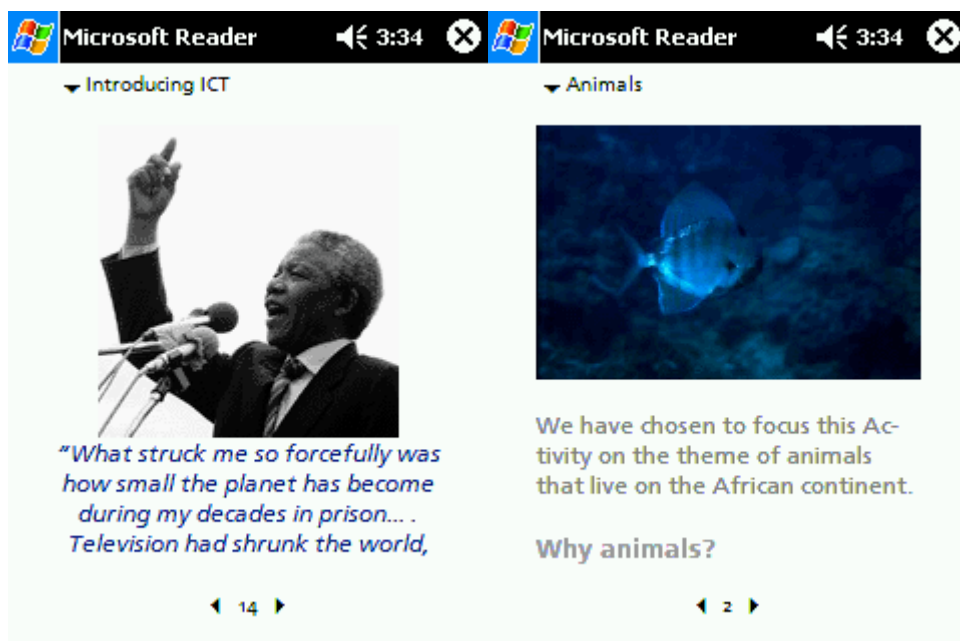 Microsoft Reader 3:34
Introducing ICT
"What struck me so forcefully was
how small the planet has become
during my decades in prison... .
Television had shrunk the world,
14
Microsoft Reader 3:34
Animals
We have chosen to focus this Ac-
tivity on the theme of animals
that live on the African continent.
Why animals?
2